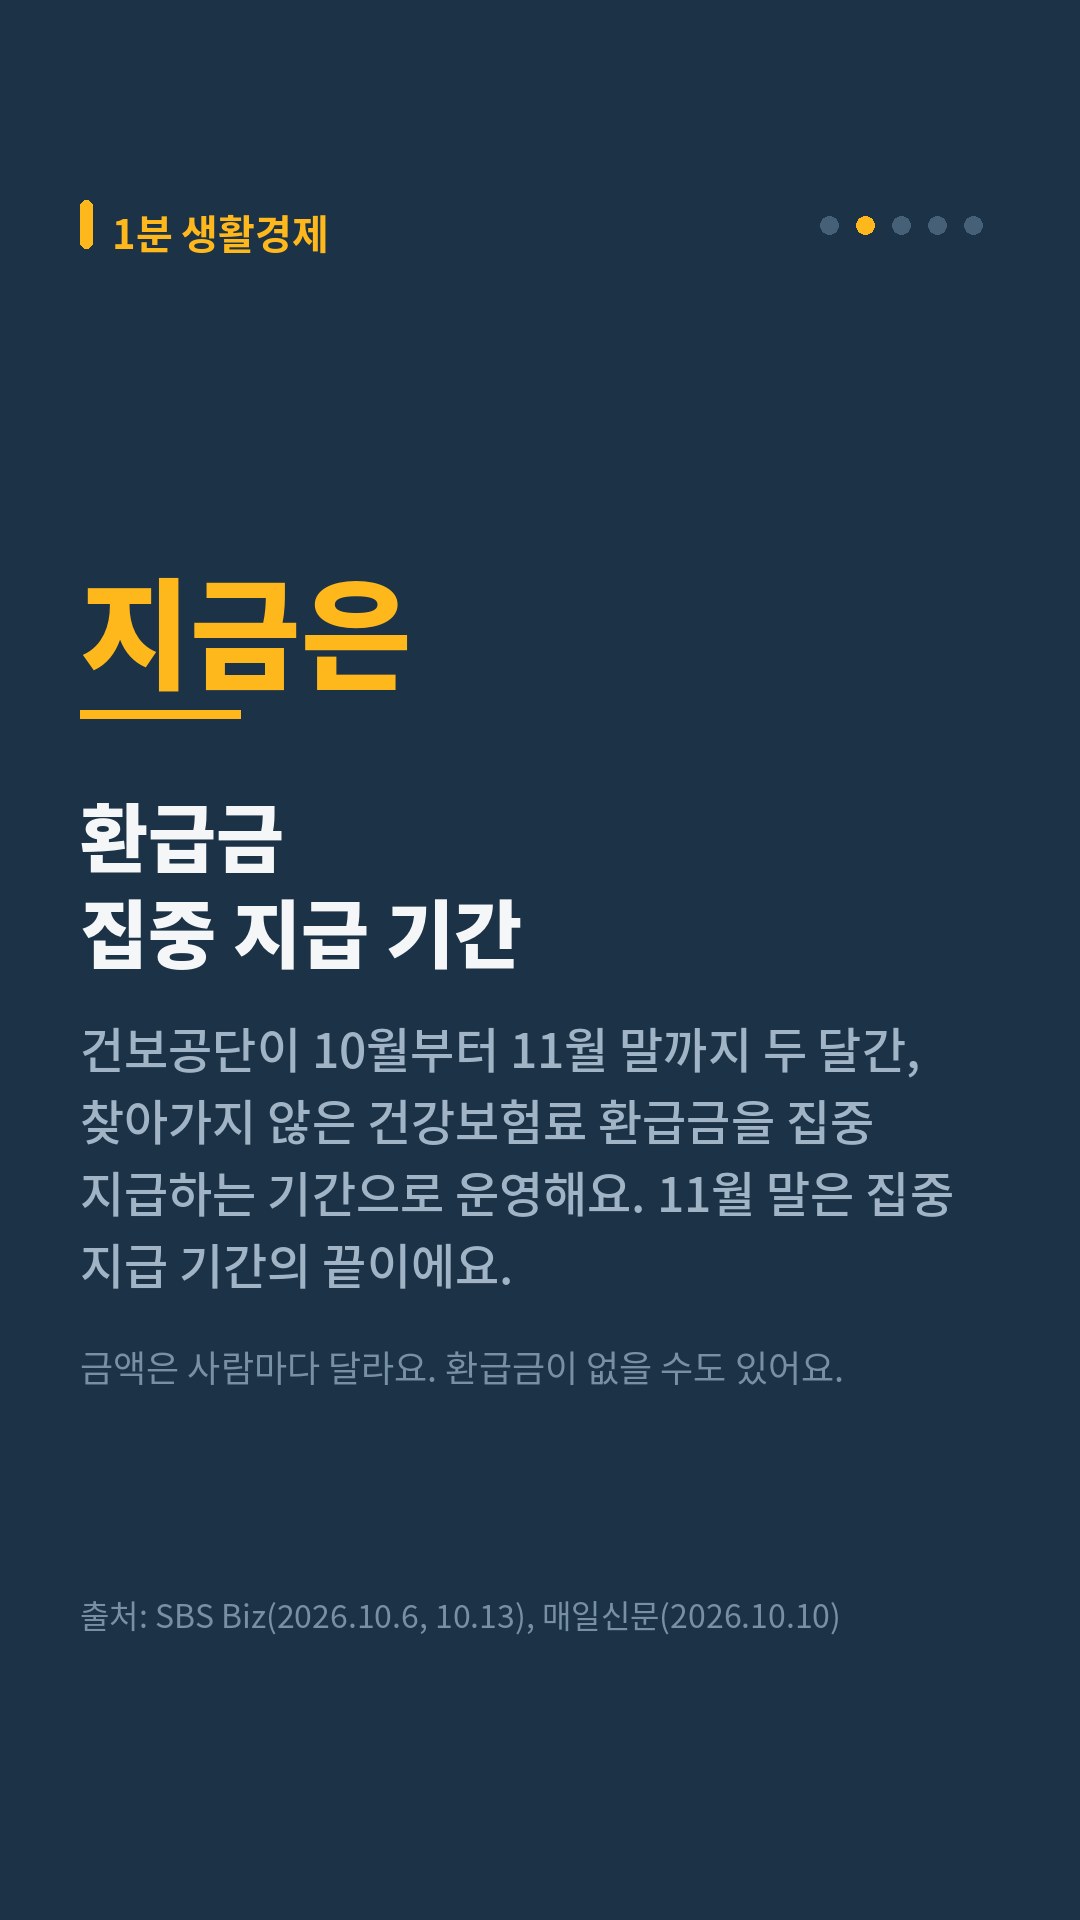 1분 생활경제
지금은
환급금
집중 지급 기간
건보공단이 10월부터 11월 말까지 두 달간,
찾아가지 않은 건강보험료 환급금을 집중
지급하는 기간으로 운영해요. 11월 말은 집중
지급 기간의 끝이에요.
금액은 사람마다 달라요. 환급금이 없을 수도 있어요.
출처: SBS Biz(2026.10.6, 10.13), 매일신문(2026.10.10)